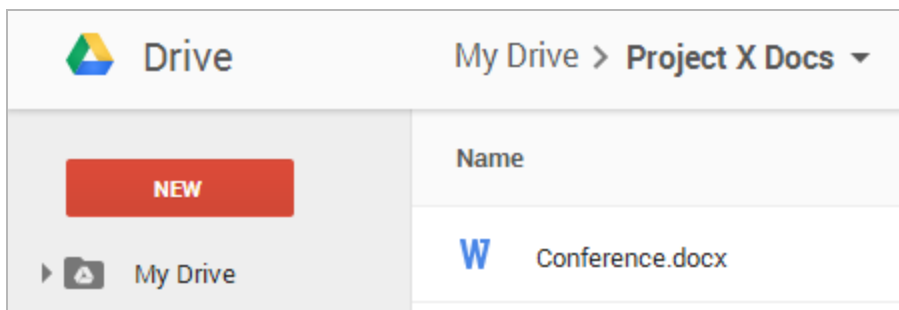 Drive
My Drive > Project X Docs
NEW
My Drive
Name
W Conference.docx